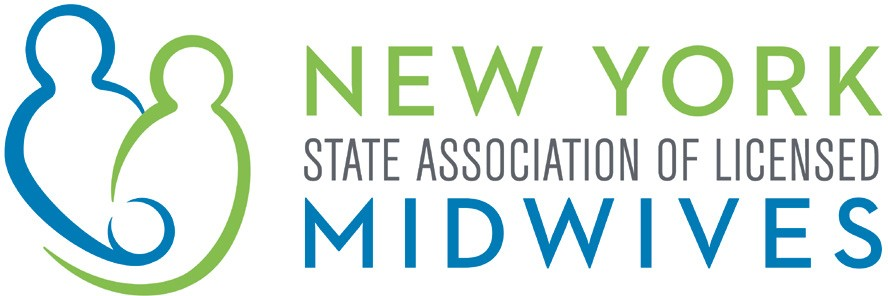 NEW YORK
STATE ASSOCIATION OF LICENSED
MIDWIVES